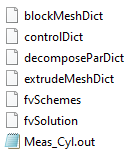 blockMeshDict
controlDict
decomposeParDict
extrudeMeshDict
fvSchemes
fvSolution
Meas_Cyl.out